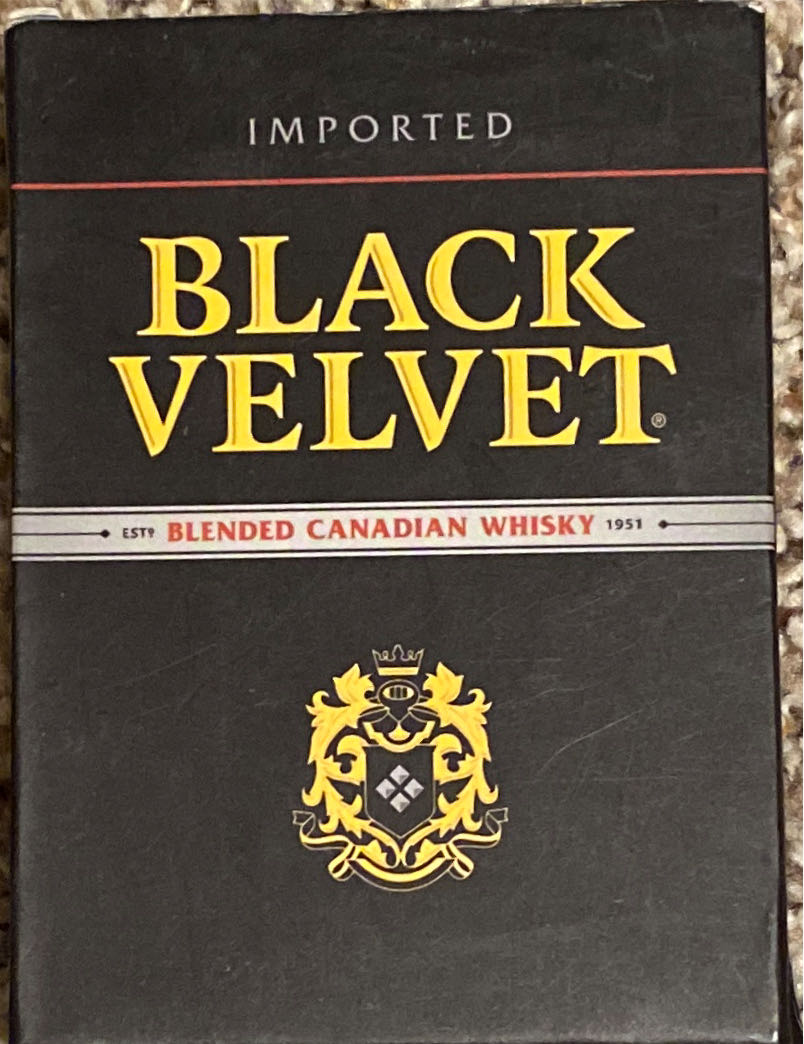 IMPORTED
BLACK
VELVET®
ESTD BLENDED CANADIAN WHISKY 1951